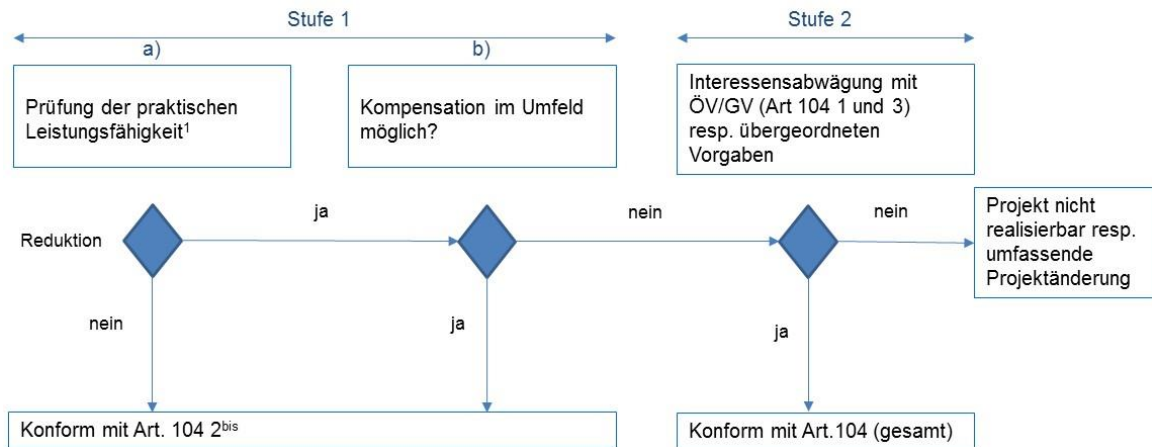 Stufe 1
Stufe 2
a)
b)
Prüfung der praktischen
Leistungsfähigkeit¹
Kompensation im Umfeld
möglich?
Interessensabwägung mit
ÖV/GV (Art 104 1 und 3)
resp. übergeordneten
Vorgaben
Reduktion
ja
nein
nein
Projekt nicht
realisierbar resp.
umfassende
Projektänderung
nein
ja
ja
Konform mit Art. 104 2ᵇⁱˢ
Konform mit Art.104 (gesamt)